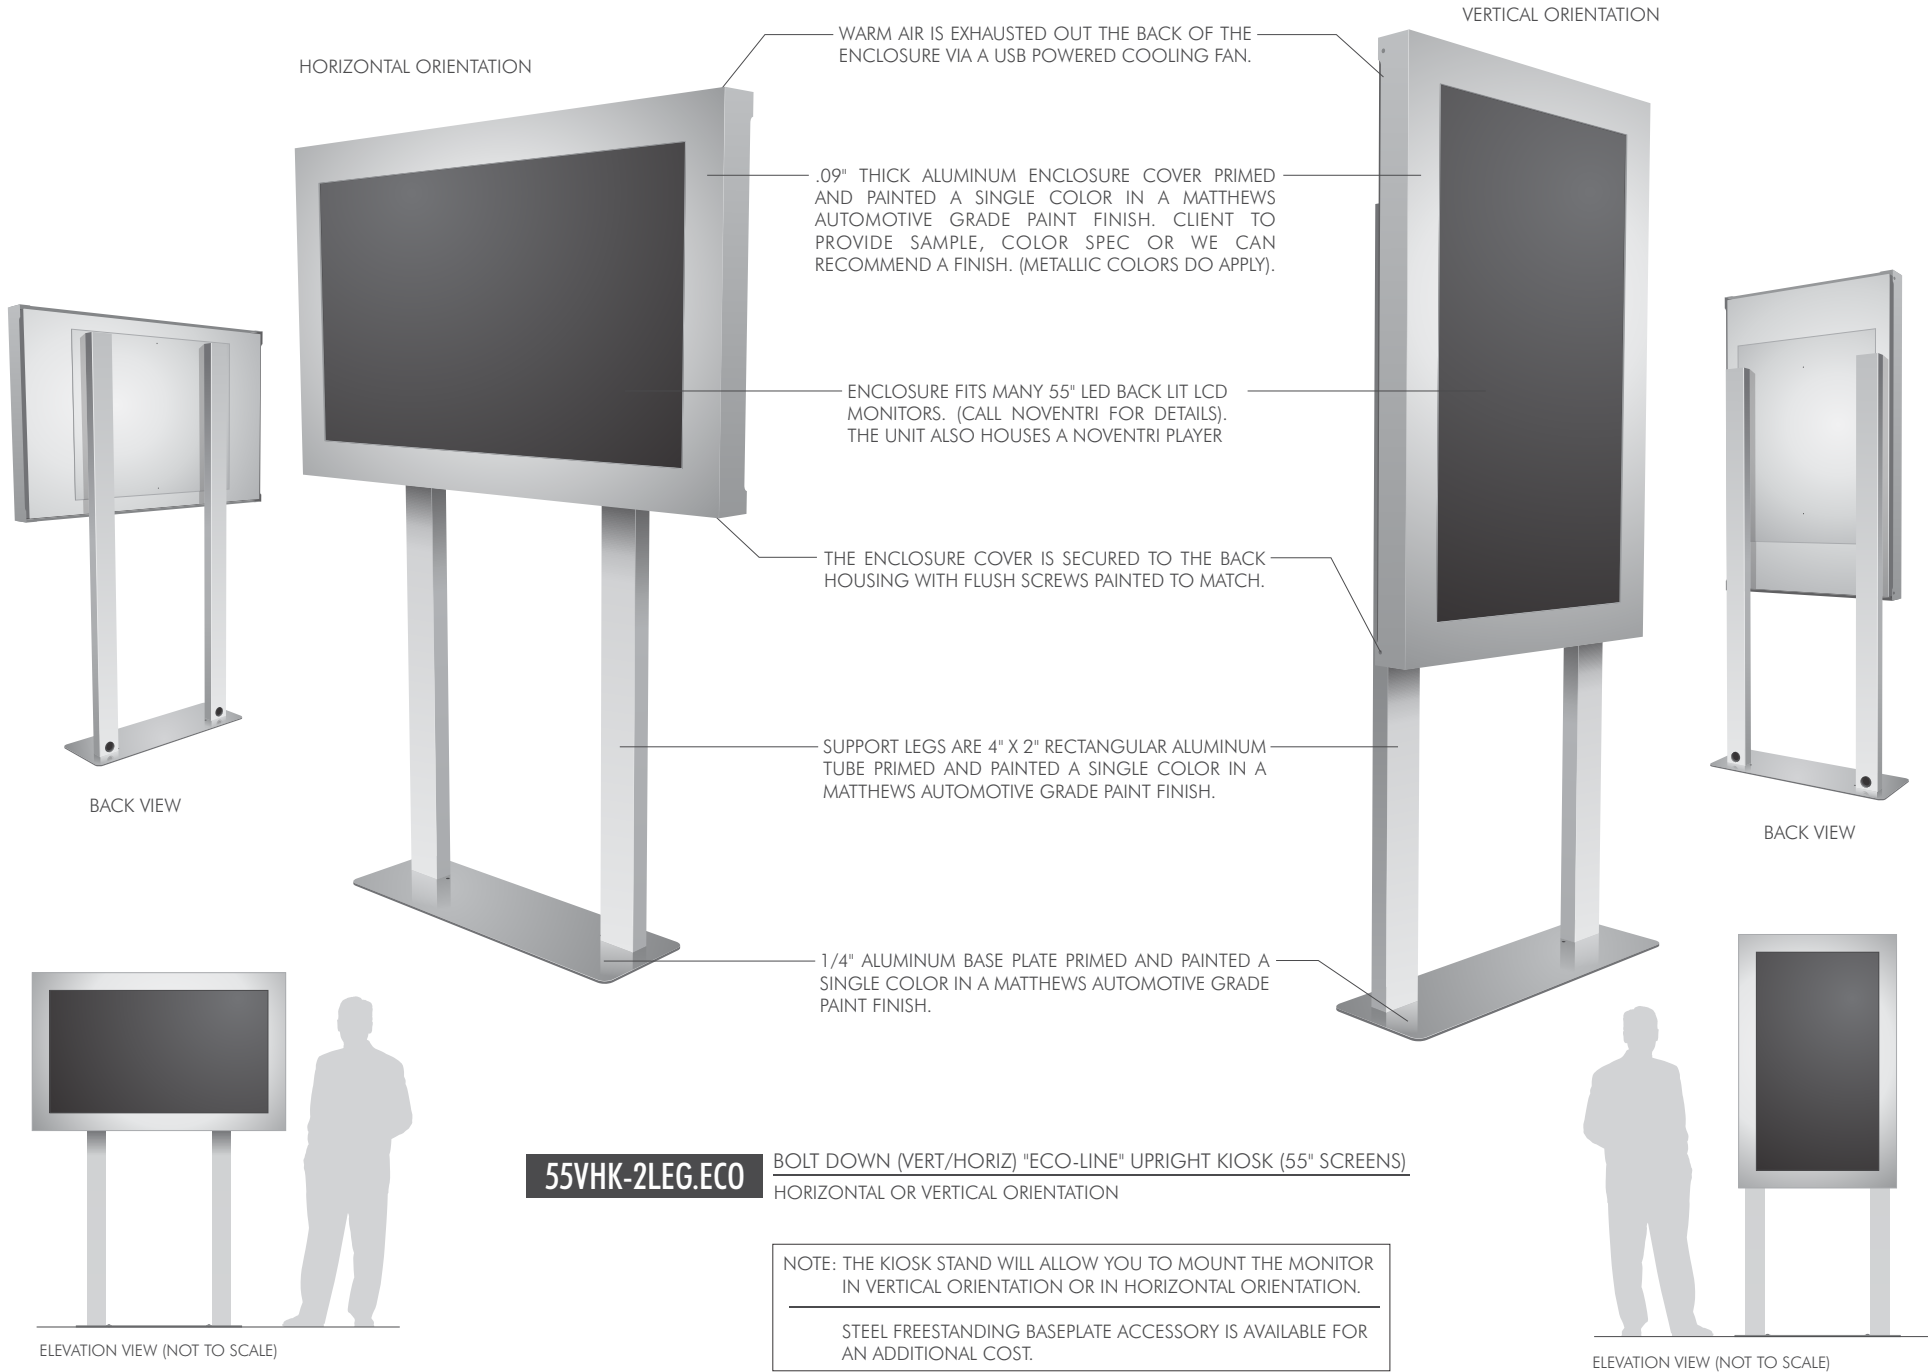 VERTICAL ORIENTATION
HORIZONTAL ORIENTATION
WARM AIR IS EXHAUSTED OUT THE BACK OF THE
ENCLOSURE VIA A USB POWERED COOLING FAN.
.09" THICK ALUMINUM ENCLOSURE COVER PRIMED
AND PAINTED A SINGLE COLOR IN A MATTHEWS
AUTOMOTIVE GRADE PAINT FINISH. CLIENT TO
PROVIDE SAMPLE, COLOR SPEC OR WE CAN
RECOMMEND A FINISH. (METALLIC COLORS DO APPLY).
ENCLOSURE FITS MANY 55" LED BACK LIT LCD
MONITORS. (CALL NOVENTRI FOR DETAILS).
THE UNIT ALSO HOUSES A NOVENTRI PLAYER
THE ENCLOSURE COVER IS SECURED TO THE BACK
HOUSING WITH FLUSH SCREWS PAINTED TO MATCH.
SUPPORT LEGS ARE 4" X 2" RECTANGULAR ALUMINUM
TUBE PRIMED AND PAINTED A SINGLE COLOR IN A
MATTHEWS AUTOMOTIVE GRADE PAINT FINISH.
BACK VIEW
BACK VIEW
1/4" ALUMINUM BASE PLATE PRIMED AND PAINTED A
SINGLE COLOR IN A MATTHEWS AUTOMOTIVE GRADE
PAINT FINISH.
55VHK-2LEG.ECO
BOLT DOWN (VERT/HORIZ) "ECO-LINE" UPRIGHT KIOSK (55" SCREENS)
HORIZONTAL OR VERTICAL ORIENTATION
NOTE: THE KIOSK STAND WILL ALLOW YOU TO MOUNT THE MONITOR
IN VERTICAL ORIENTATION OR IN HORIZONTAL ORIENTATION.
STEEL FREESTANDING BASEPLATE ACCESSORY IS AVAILABLE FOR
AN ADDITIONAL COST.
ELEVATION VIEW (NOT TO SCALE)
ELEVATION VIEW (NOT TO SCALE)